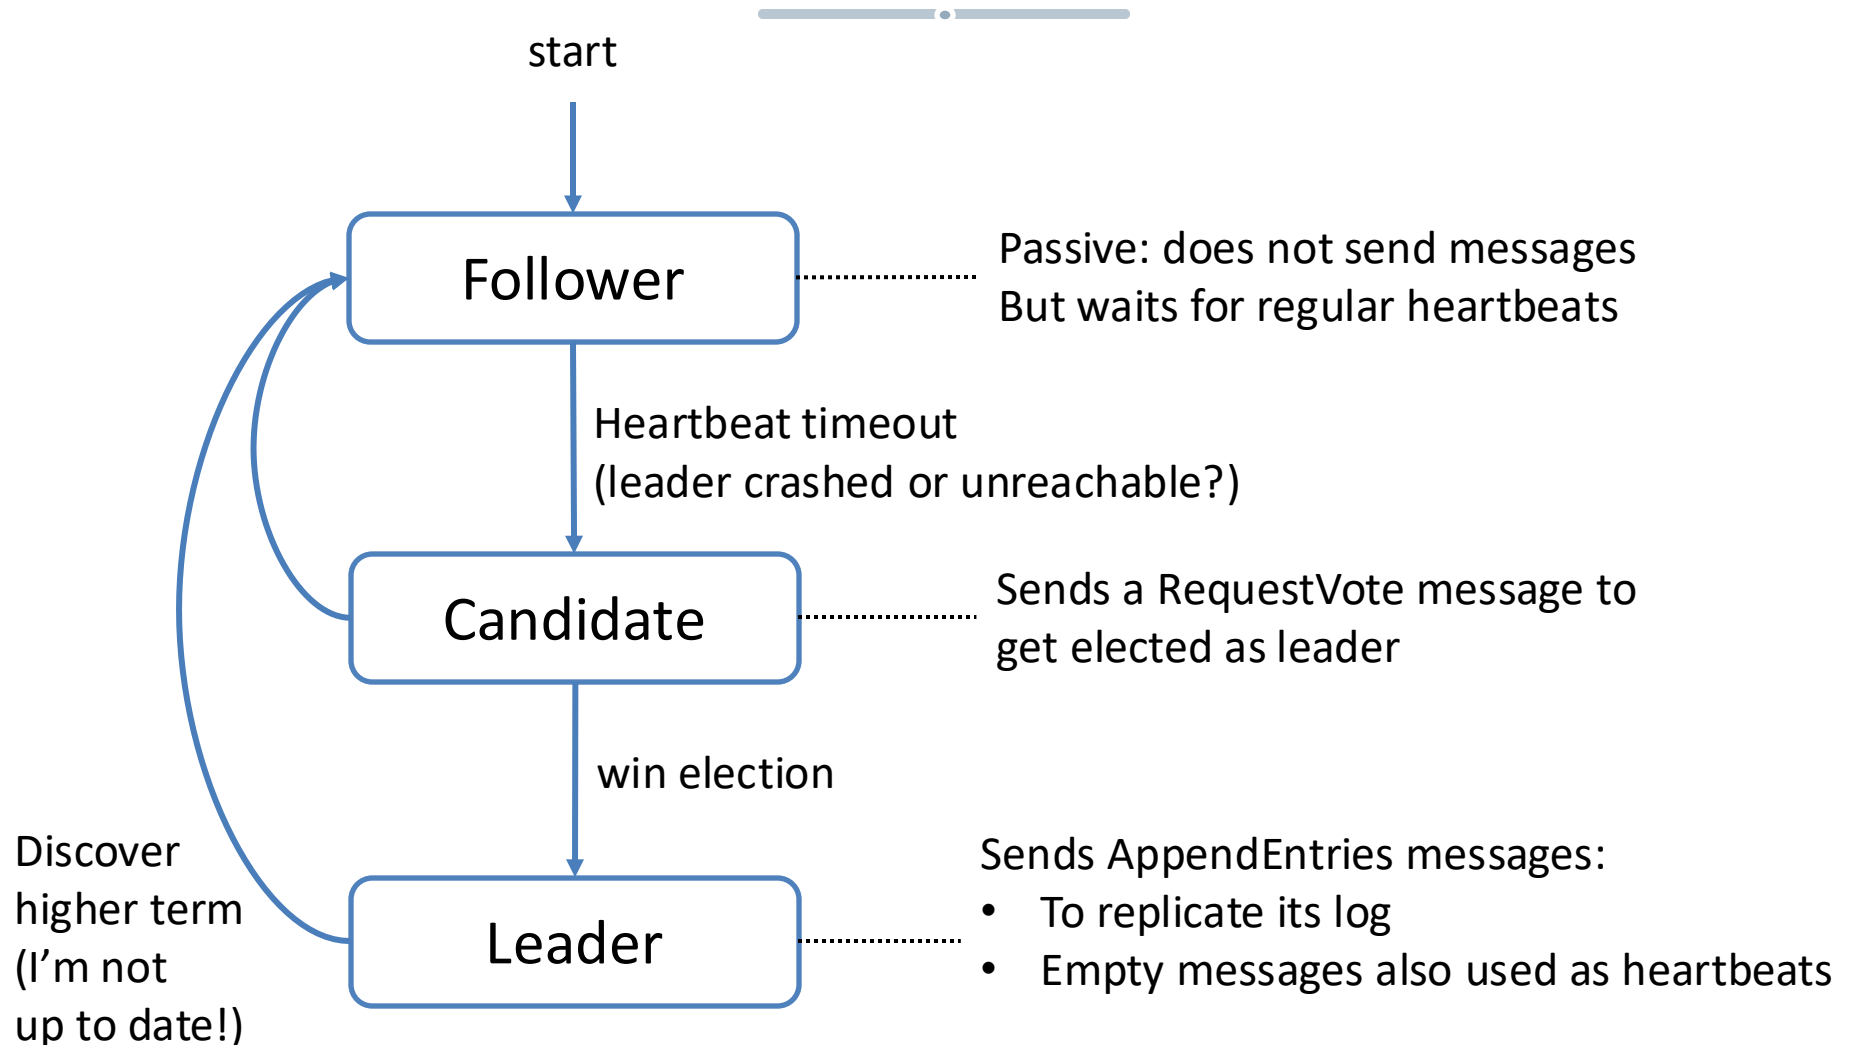 start
Follower
Passive: does not send messages
But waits for regular heartbeats
Heartbeat timeout
(leader crashed or unreachable?)
Candidate
Sends a RequestVote message to
get elected as leader
win election
Discover
higher term
(I’m not
up to date!)
Leader
Sends AppendEntries messages:
• To replicate its log
• Empty messages also used as heartbeats